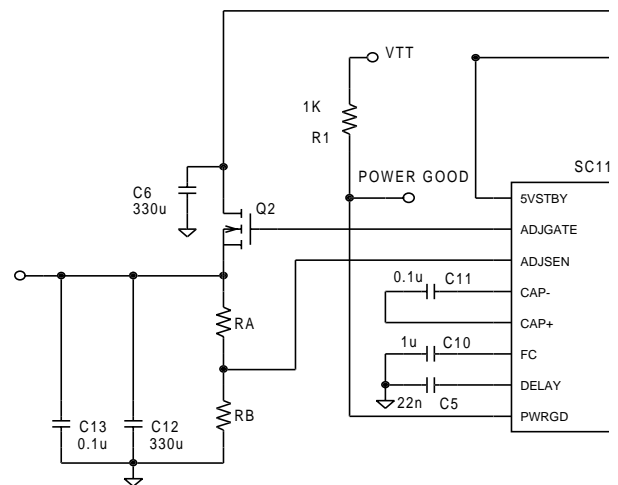 VTT
1K
R1
SC11
POWER GOOD
C6
330u
Q2
5VSTBY
ADJGATE
ADJSEN
0.1u C11
CAP-
CAP+
RA
1u C10
FC
DELAY
22n C5
PWRGD
RB
C13
0.1u
C12
330u